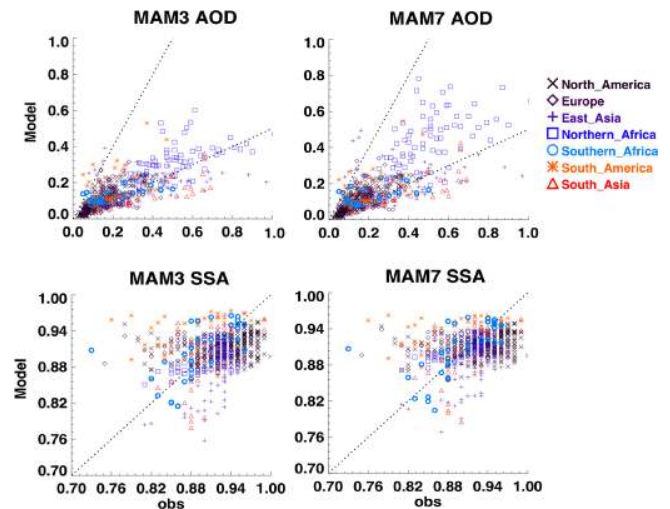 MAM3 AOD
MAM7 AOD
1.0
0.8
0.6
0.4
0.2
0.0
Model
0.0 0.2 0.4 0.6 0.8 1.0
1.0
0.8
0.6
0.4
0.2
0.0
0.0 0.2 0.4 0.6 0.8 1.0
North_America
Europe
East_Asia
Northern_Africa
Southern_Africa
South_America
South_Asia
MAM3 SSA
MAM7 SSA
1.00
0.94
0.88
0.82
0.76
0.70
Model
0.70 0.76 0.82 0.88 0.94 1.00
obs
1.00
0.94
0.88
0.82
0.76
0.70
0.70 0.76 0.82 0.88 0.94 1.00
obs